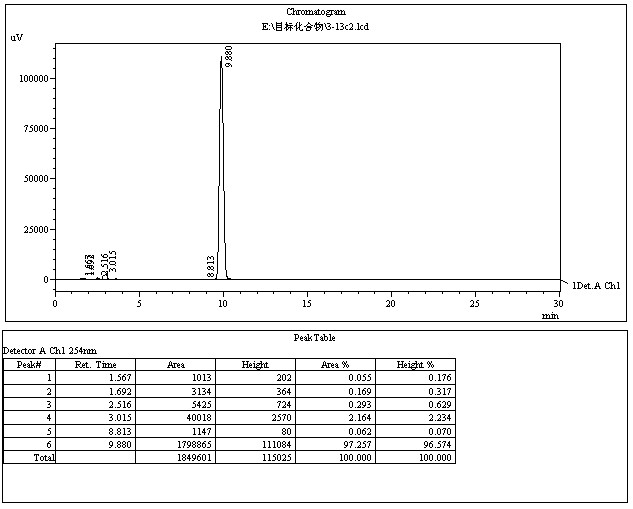 Chromatogram
E:\目标化合物\3-13c2.lcd
uV
100000
75000
50000
25000
0
1.567
1.692
2.516
3.015
8.813
9.880
1Det.A Ch1
0 5 10 15 20 25 30
min
PeakTable
Detector A Ch1 254nm
Peak# Ret. Time Area Height Area % Height %
1 1.567 1013 202 0.055 0.176
2 1.692 3134 364 0.169 0.317
3 2.516 5425 724 0.293 0.629
4 3.015 40018 2570 2.164 2.234
5 8.813 1147 80 0.062 0.070
6 9.880 1798865 111084 97.257 96.574
Total 1849601 115025 100.000 100.000